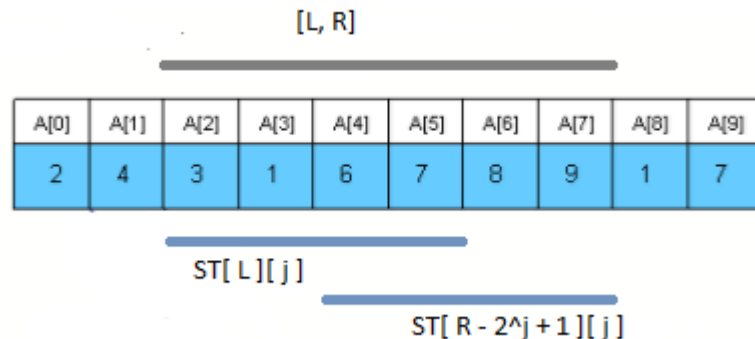 [L, R]
A[0] A[1] A[2] A[3] A[4] A[5] A[6] A[7] A[8] A[9]
2 4 3 1 6 7 8 9 1 7
ST[ L ][ j ]
ST[ R - 2^j + 1 ][ j ]